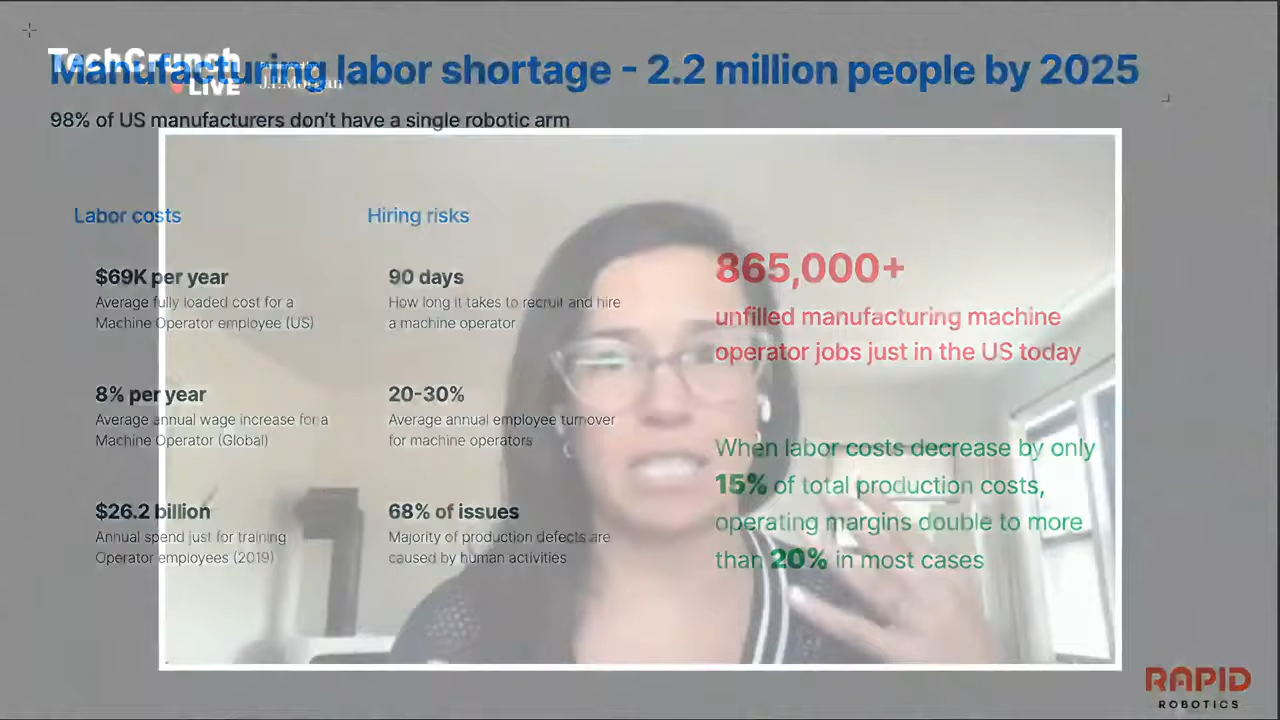 TechCrunch
LIVE
J.P. Morgan
Manufacturing labor shortage - 2.2 million people by 2025
98% of US manufacturers don't have a single robotic arm
Labor costs
$69K per year
Average fully loaded cost for a
Machine Operator employee (US)
8% per year
Average annual wage increase for a
Machine Operator (Global)
$26.2 billion
Annual spend just for training
Operator employees (2019)
Hiring risks
90 days
How long it takes to recruit and hire
a machine operator
20-30%
Average annual employee turnover
for machine operators
68% of issues
Majority of production defects are
caused by human activities
865,000+
unfilled manufacturing machine
operator jobs just in the US today
When labor costs decrease by only
15% of total production costs,
operating margins double to more
than 20% in most cases
RAPID
ROBOTICS